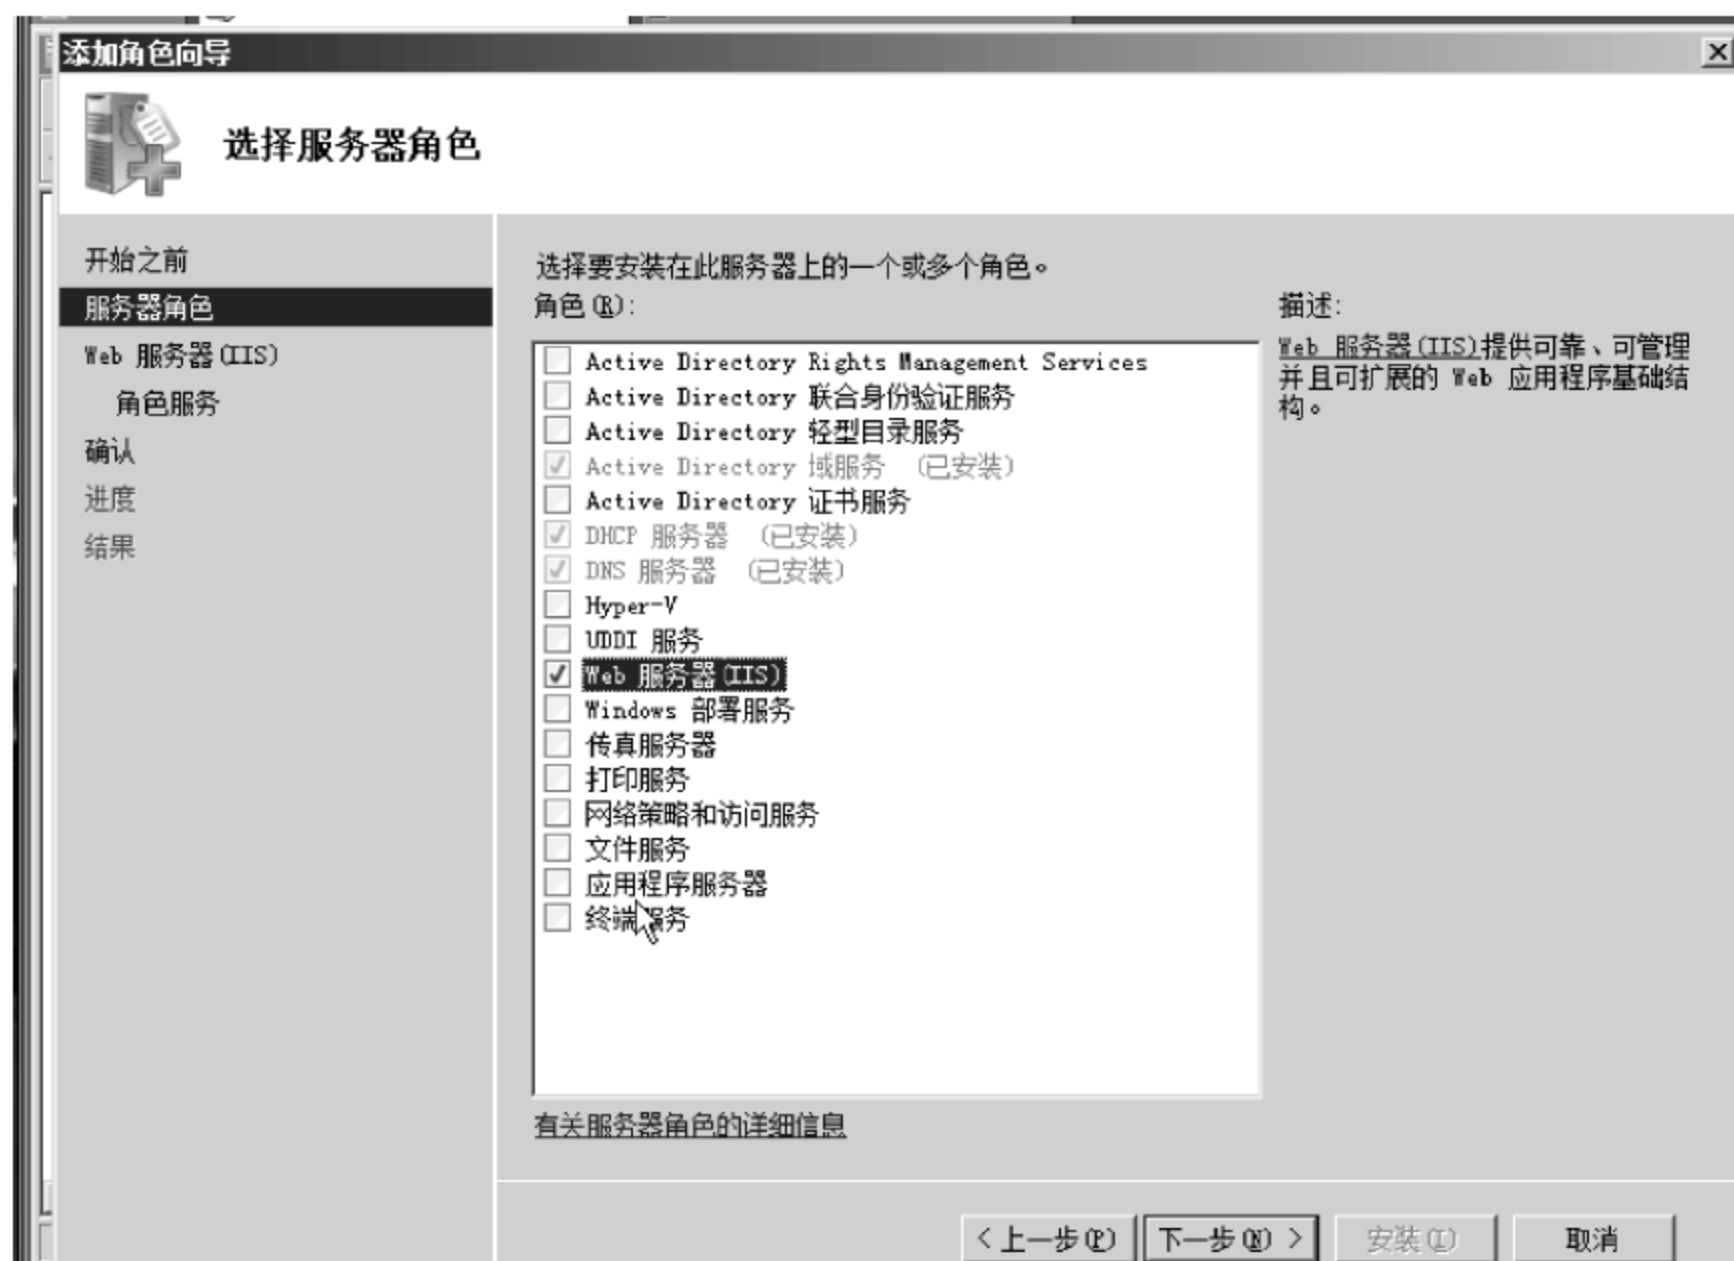 添加角色向导
选择服务器角色
开始之前
服务器角色
Web 服务器(IIS)
角色服务
确认
进度
结果
选择要安装在此服务器上的一个或多个角色。
角色(R):
Active Directory Rights Management Services
Active Directory 联合身份验证服务
Active Directory 轻型目录服务
Active Directory 域服务 (已安装)
Active Directory 证书服务
DHCP 服务器 (已安装)
DNS 服务器 (已安装)
Hyper-V
UDDI 服务
Web 服务器(IIS)
Windows 部署服务
传真服务器
打印服务
网络策略和访问服务
文件服务
应用程序服务器
终端服务
有关服务器角色的详细信息
描述:
Web 服务器(IIS)提供可靠、可管理
并且可扩展的 Web 应用程序基础结
构。
< 上一步(P)
下一步(N) >
安装(I)
取消